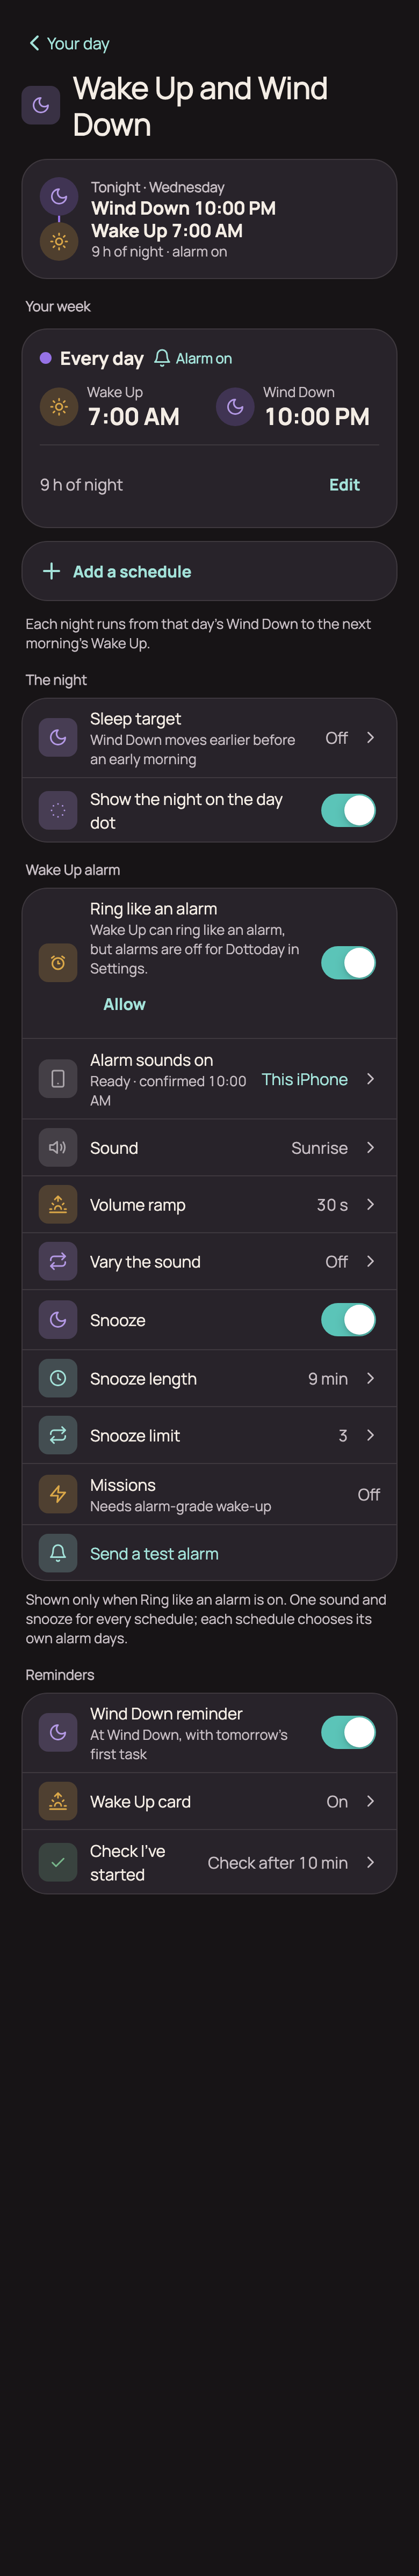 Your day
Wake Up and Wind
Down
Tonight · Wednesday
Wind Down 10:00 PM
Wake Up 7:00 AM
9 h of night · alarm on
Your week
Every day
Alarm on
Wake Up
7:00 AM
Wind Down
10:00 PM
9 h of night
Edit
Add a schedule
Each night runs from that day's Wind Down to the next
morning's Wake Up.
The night
Sleep target
Wind Down moves earlier before
an early morning
Off
Show the night on the day
dot
Wake Up alarm
Ring like an alarm
Wake Up can ring like an alarm,
but alarms are off for Dottoday in
Settings.
Allow
Alarm sounds on
Ready · confirmed 10:00
AM
This iPhone
Sound
Sunrise
Volume ramp
30 s
Vary the sound
Off
Snooze
Snooze length
9 min
Snooze limit
3
Missions
Needs alarm-grade wake-up
Off
Send a test alarm
Shown only when Ring like an alarm is on. One sound and
snooze for every schedule; each schedule chooses its
own alarm days.
Reminders
Wind Down reminder
At Wind Down, with tomorrow's
first task
Wake Up card
On
Check I've
started
Check after 10 min